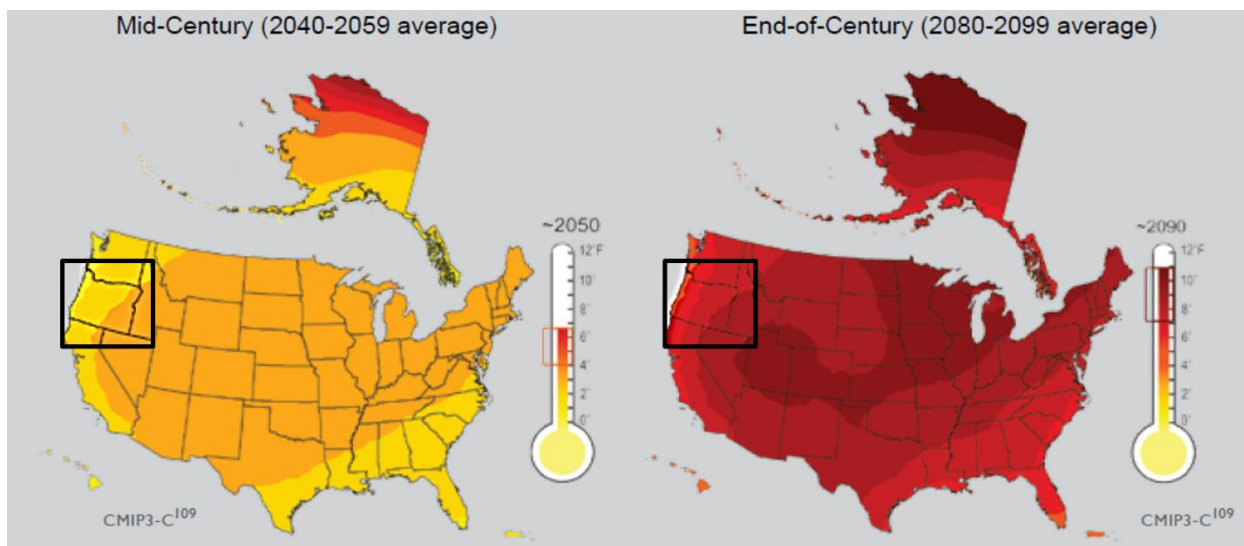 Mid-Century (2040-2059 average)
End-of-Century (2080-2099 average)
~2050
12°F
10°
8°
6°
4°
2°
0°
CMIP3-C109
~2090
12°F
10°
8°
6°
4°
2°
0°
CMIP3-C109